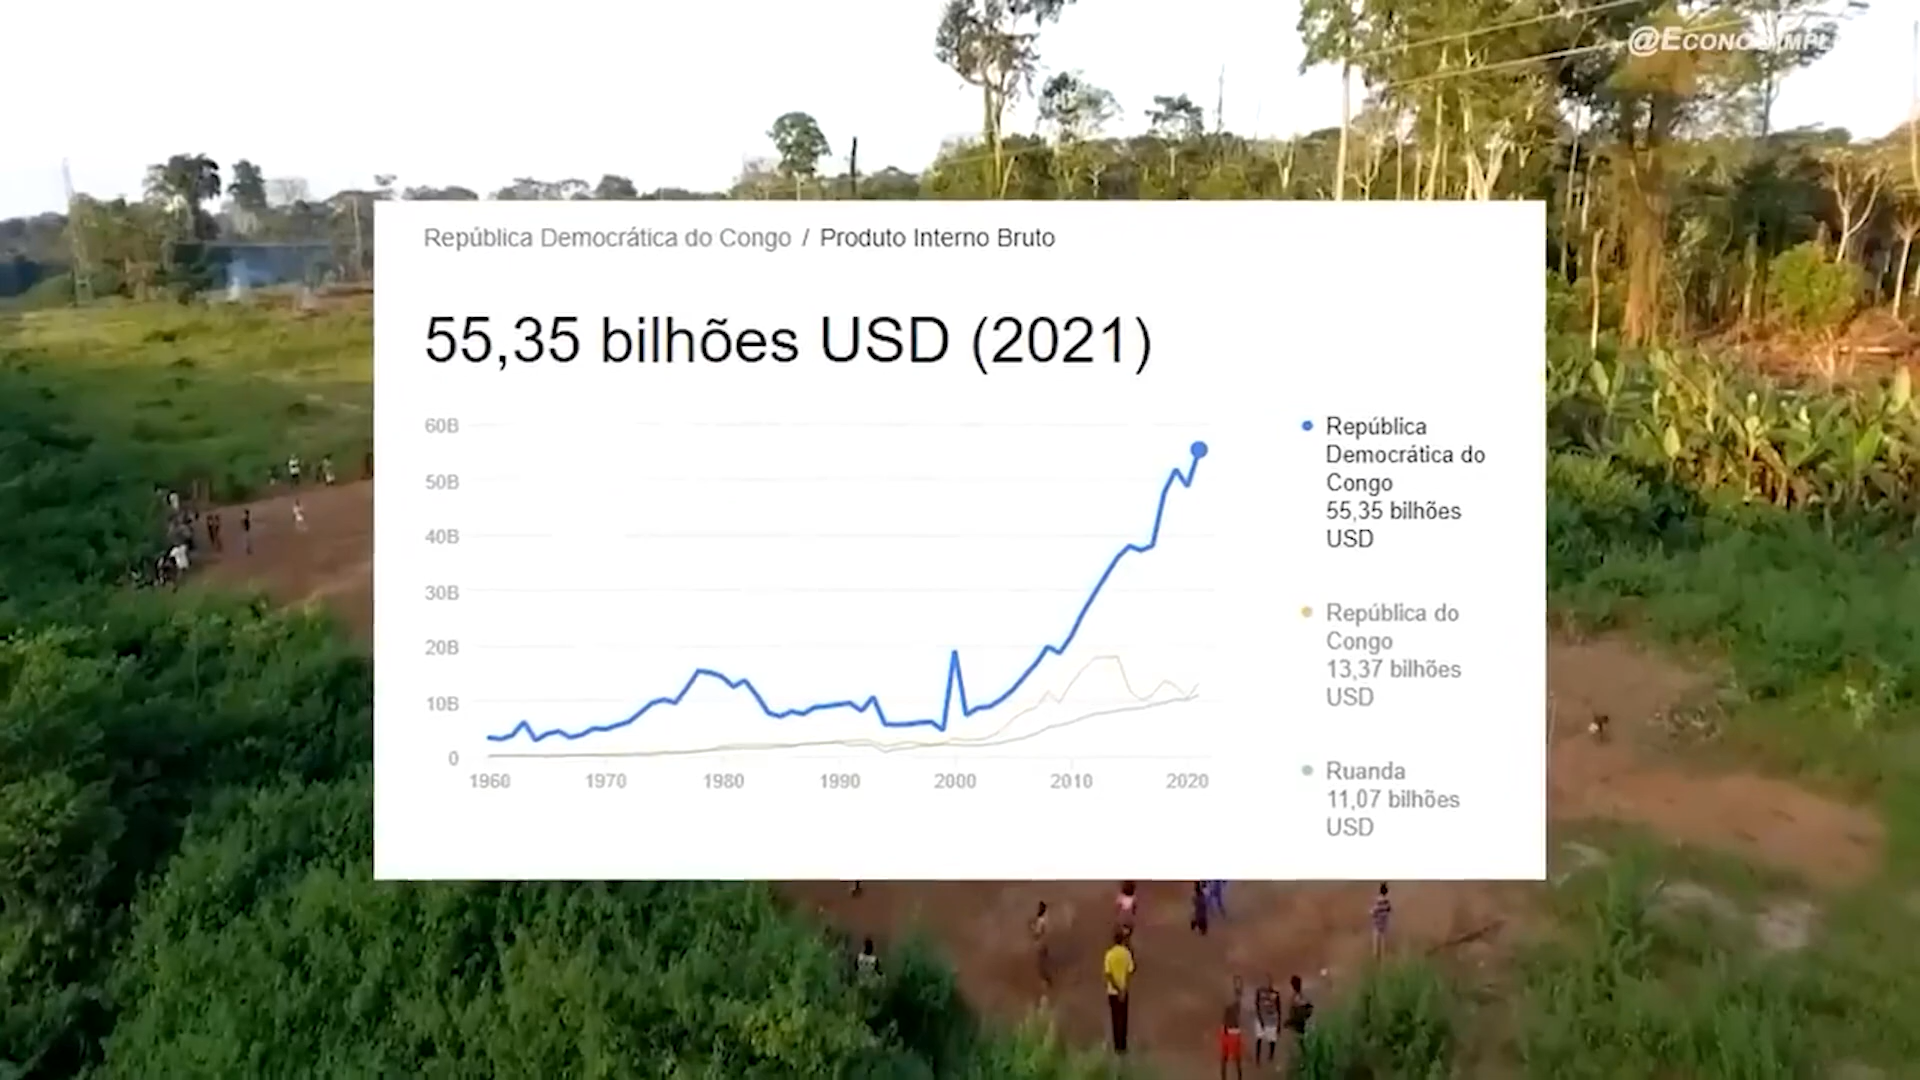 República Democrática do Congo / Produto Interno Bruto
55,35 bilhões USD (2021)
60B
50B
40B
30B
20B
10B
0
1960 1970 1980 1990 2000 2010 2020
República
Democrática do
Congo
55,35 bilhões
USD
República do
Congo
13,37 bilhões
USD
Ruanda
11,07 bilhões
USD